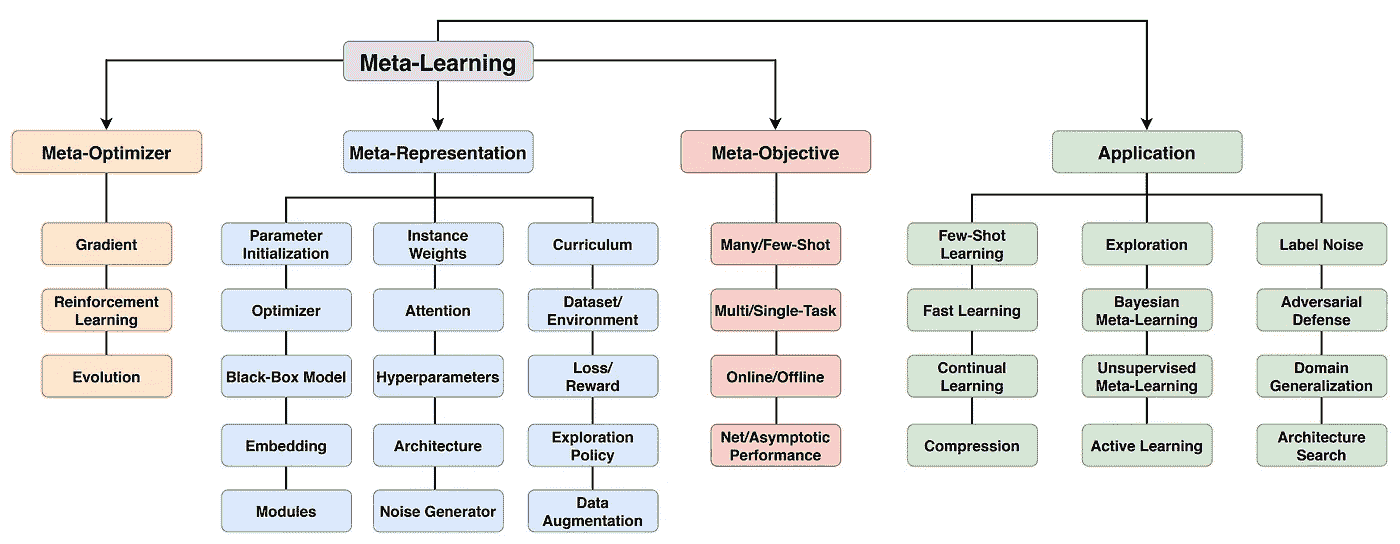 Meta-Learning
Meta-Optimizer
Meta-Representation
Meta-Objective
Application
Gradient
Reinforcement
Learning
Evolution
Parameter
Initialization
Optimizer
Black-Box Model
Embedding
Modules
Instance
Weights
Attention
Hyperparameters
Architecture
Noise Generator
Curriculum
Dataset/
Environment
Loss/
Reward
Exploration
Policy
Data
Augmentation
Many/Few-Shot
Multi/Single-Task
Online/Offline
Net/Asymptotic
Performance
Few-Shot
Learning
Fast Learning
Continual
Learning
Compression
Exploration
Bayesian
Meta-Learning
Unsupervised
Meta-Learning
Active Learning
Label Noise
Adversarial
Defense
Domain
Generalization
Architecture
Search